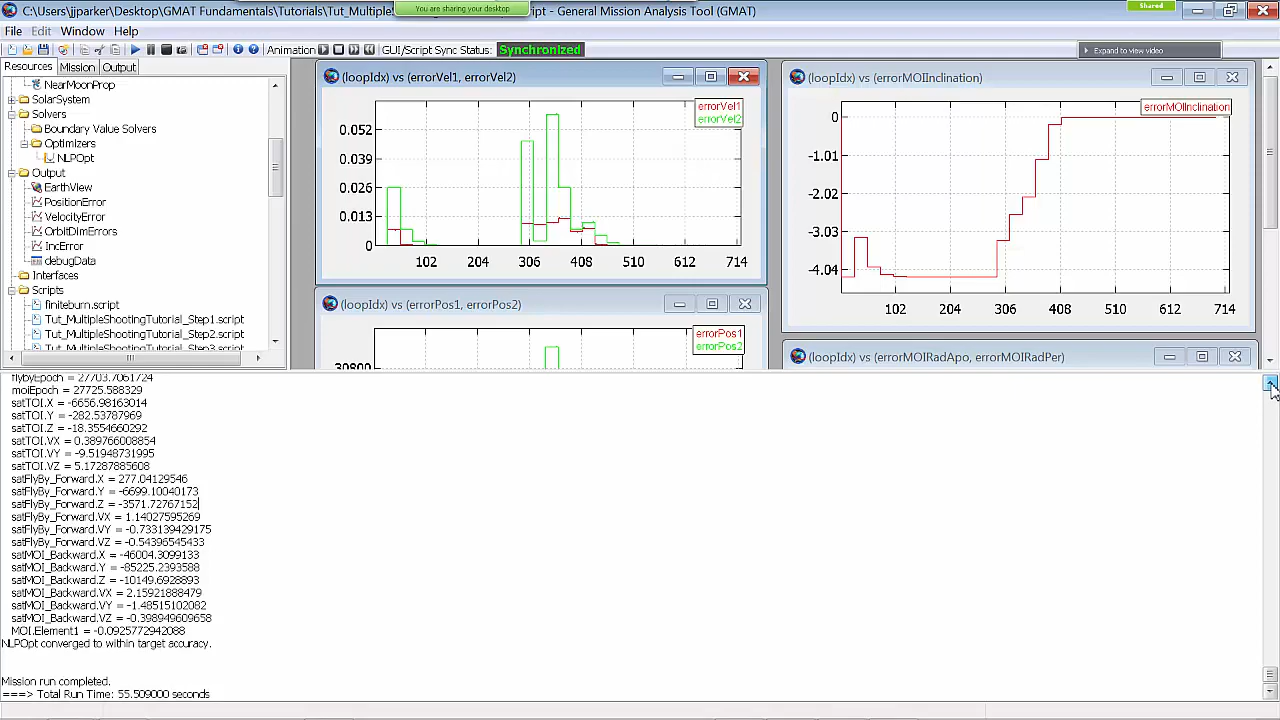 You are sharing your desktop
Shared
C:\Users\jjparker\Desktop\GMAT Fundamentals\Tutorials\Tut_Multiple
ript - General Mission Analysis Tool (GMAT)
File Edit Window Help
Animation
GUI/Script Sync Status: Synchronized
Expand to view video
Resources Mission Output
NearMoonProp
SolarSystem
Solvers
Boundary Value Solvers
Optimizers
NLPOpt
Output
EarthView
PositionError
VelocityError
OrbitDimErrors
IncError
debugData
Interfaces
Scripts
finiteburn.script
Tut_MultipleShootingTutorial_Step1.script
Tut_MultipleShootingTutorial_Step2.script
Tut_MultipleShootingTutorial_Step3.script
(loopIdx) vs (errorVel1, errorVel2)
errorVel1
errorVel2
0.052
0.039
0.026
0.013
0
102 204 306 408 510 612 714
(loopIdx) vs (errorMOIInclination)
errorMOIInclination
0
-1.01
-2.02
-3.03
-4.04
102 204 306 408 510 612 714
(loopIdx) vs (errorPos1, errorPos2)
errorPos1
errorPos2
30800
(loopIdx) vs (errorMOIRadApo, errorMOIRadPer)
flybyEpoch = 27703.7061724
moiEpoch = 27725.588329
satTOI.X = -6656.98163014
satTOI.Y = -282.53787969
satTOI.Z = -18.3554660292
satTOI.VX = 0.389766008854
satTOI.VY = -9.51948731995
satTOI.VZ = 5.17287885608
satFlyBy_Forward.X = 277.04129546
satFlyBy_Forward.Y = -6699.10040173
satFlyBy_Forward.Z = -3571.72767152
satFlyBy_Forward.VX = 1.14027595269
satFlyBy_Forward.VY = -0.733139429175
satFlyBy_Forward.VZ = -0.54396545433
satMOI_Backward.X = -46004.3099133
satMOI_Backward.Y = -85225.2393588
satMOI_Backward.Z = -10149.6928893
satMOI_Backward.VX = 2.15921888479
satMOI_Backward.VY = -1.48515102082
satMOI_Backward.VZ = -0.398949609658
MOI.Element1 = -0.0925772942088
NLPOpt converged to within target accuracy.
Mission run completed.
===> Total Run Time: 55.509000 seconds